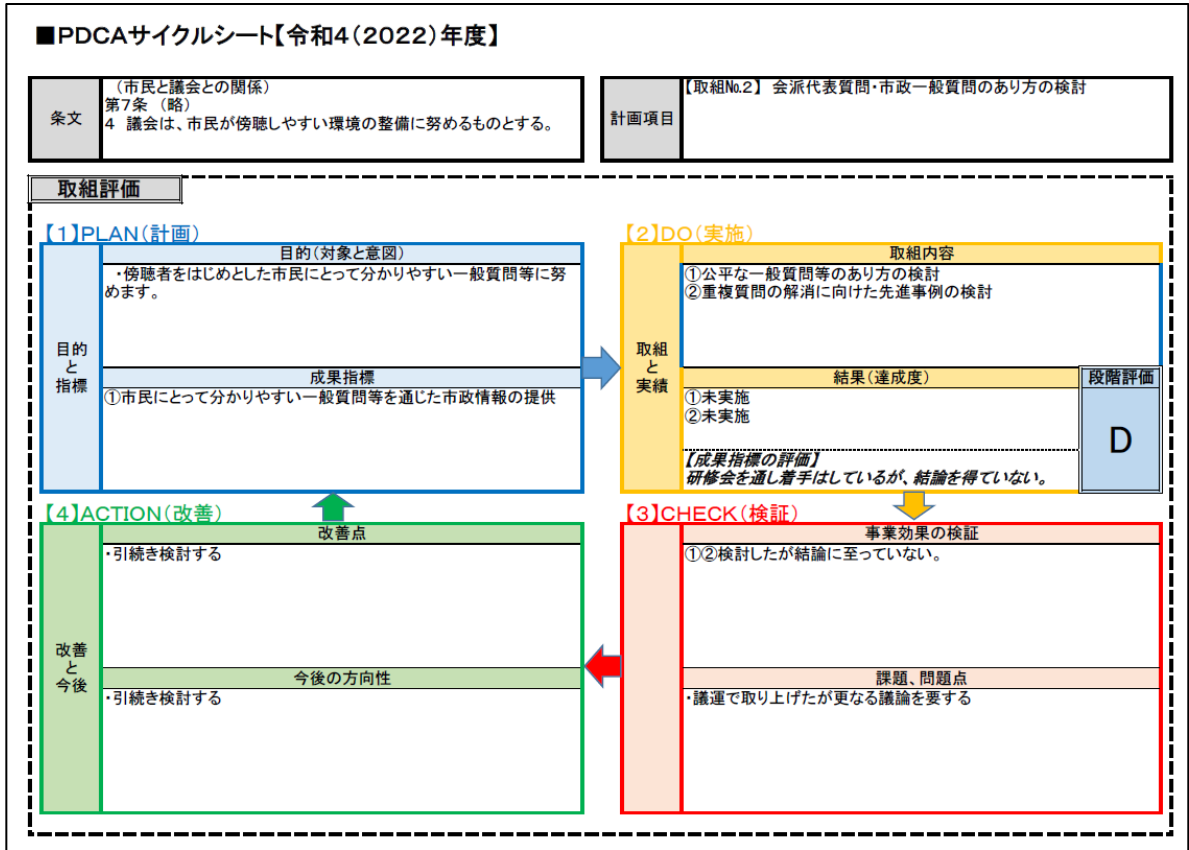 ■PDCAサイクルシート【令和4(2022)年度】
条文
(市民と議会との関係)
第7条 (略)
4 議会は、市民が傍聴しやすい環境の整備に努めるものとする。
計画項目
【取組№2】 会派代表質問・市政一般質問のあり方の検討
取組評価
【1】PLAN(計画)
目的
と
指標
目的(対象と意図)
・傍聴者をはじめとした市民にとって分かりやすい一般質問等に努
めます。
成果指標
①市民にとって分かりやすい一般質問等を通じた市政情報の提供
【2】DO(実施)
取組
と
実績
取組内容
①公平な一般質問等のあり方の検討
②重複質問の解消に向けた先進事例の検討
結果(達成度)
①未実施
②未実施
【成果指標の評価】
研修会を通し着手はしているが、結論を得ていない。
段階評価
D
【4】ACTION(改善)
改善
と
今後
改善点
・引続き検討する
今後の方向性
・引続き検討する
【3】CHECK(検証)
事業効果の検証
①②検討したが結論に至っていない。
課題、問題点
・議運で取り上げたが更なる議論を要する